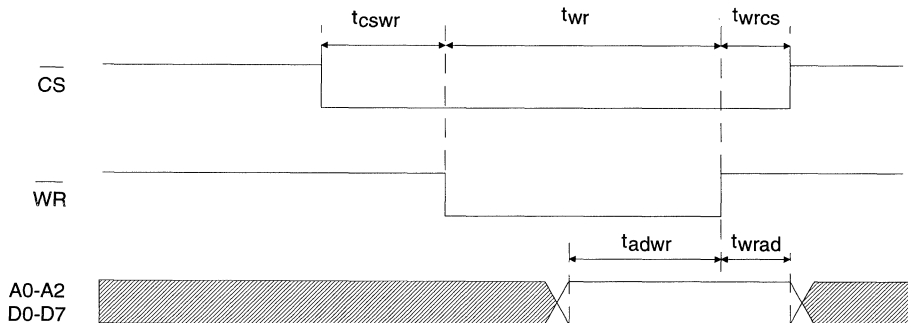 tcswr twr twrcs
CS
WR
tadwr twrad
A0-A2
D0-D7